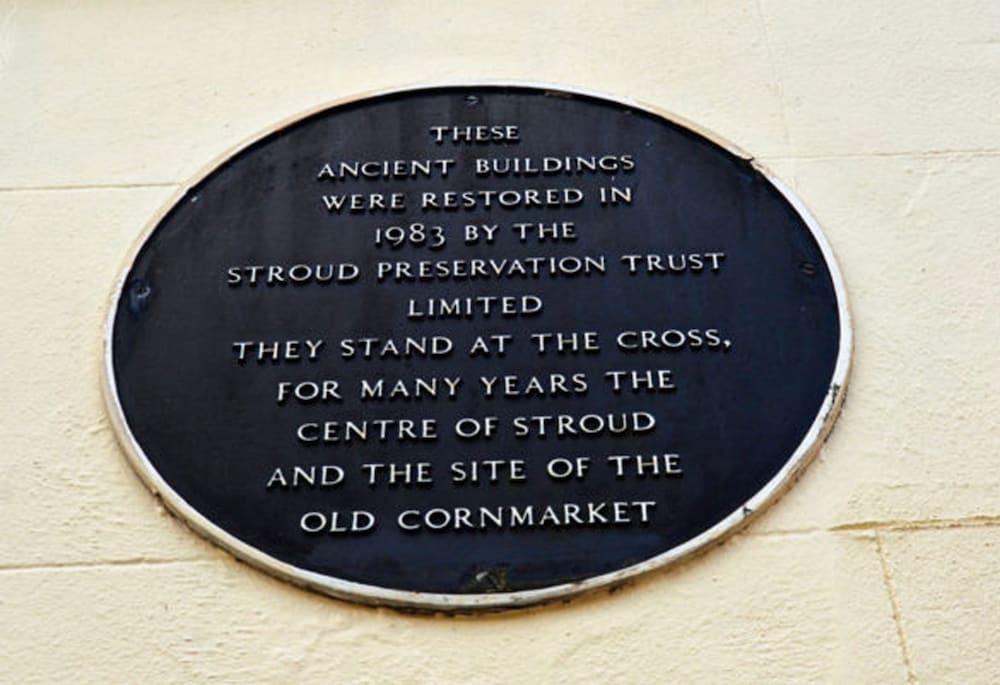 THESE
ANCIENT BUILDINGS
WERE RESTORED IN
1983 BY THE
STROUD PRESERVATION TRUST
LIMITED
THEY STAND AT THE CROSS,
FOR MANY YEARS THE
CENTRE OF STROUD
AND THE SITE OF THE
OLD CORNMARKET